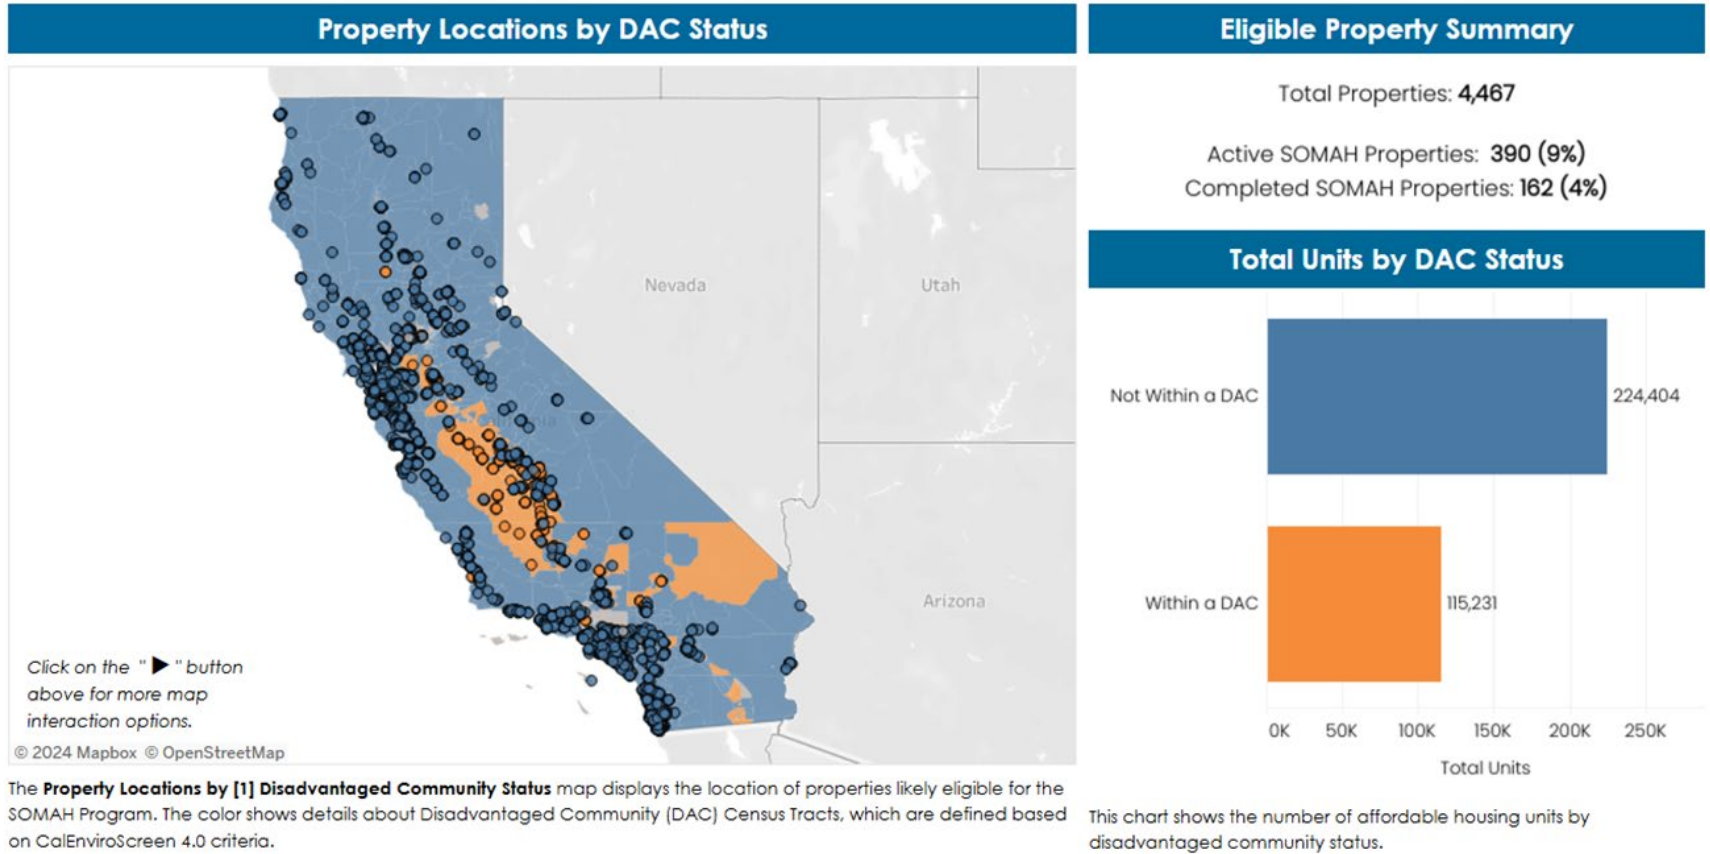 Property Locations by DAC Status
Nevada
Utah
Arizona
Click on the " ▶ " button
above for more map
interaction options.
© 2024 Mapbox © OpenStreetMap
The Property Locations by [1] Disadvantaged Community Status map displays the location of properties likely eligible for the
SOMAH Program. The color shows details about Disadvantaged Community (DAC) Census Tracts, which are defined based
on CalEnviroScreen 4.0 criteria.
Eligible Property Summary
Total Properties: 4,467
Active SOMAH Properties: 390 (9%)
Completed SOMAH Properties: 162 (4%)
Total Units by DAC Status
Not Within a DAC
224,404
Within a DAC
115,231
0K 50K 100K 150K 200K 250K
Total Units
This chart shows the number of affordable housing units by
disadvantaged community status.